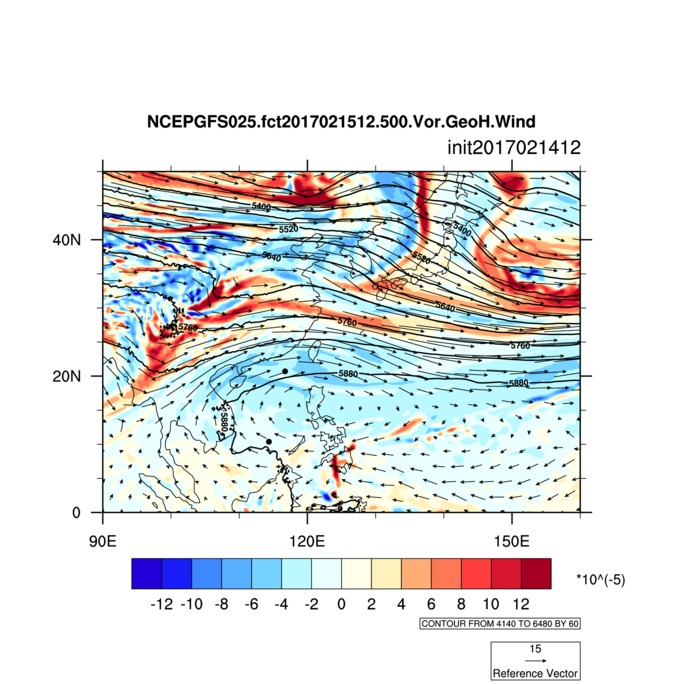 NCEPGFS025.fct2017021512.500.Vor.GeoH.Wind
init2017021412
5400
5520
5400
40N
5640
5520
5640
5760
5760
5760
20N
5880
5880
5880
0
90E 120E 150E
-12 -10 -8 -6 -4 -2 0 2 4 6 8 10 12
*10^(-5)
CONTOUR FROM 4140 TO 6480 BY 60
15
Reference Vector